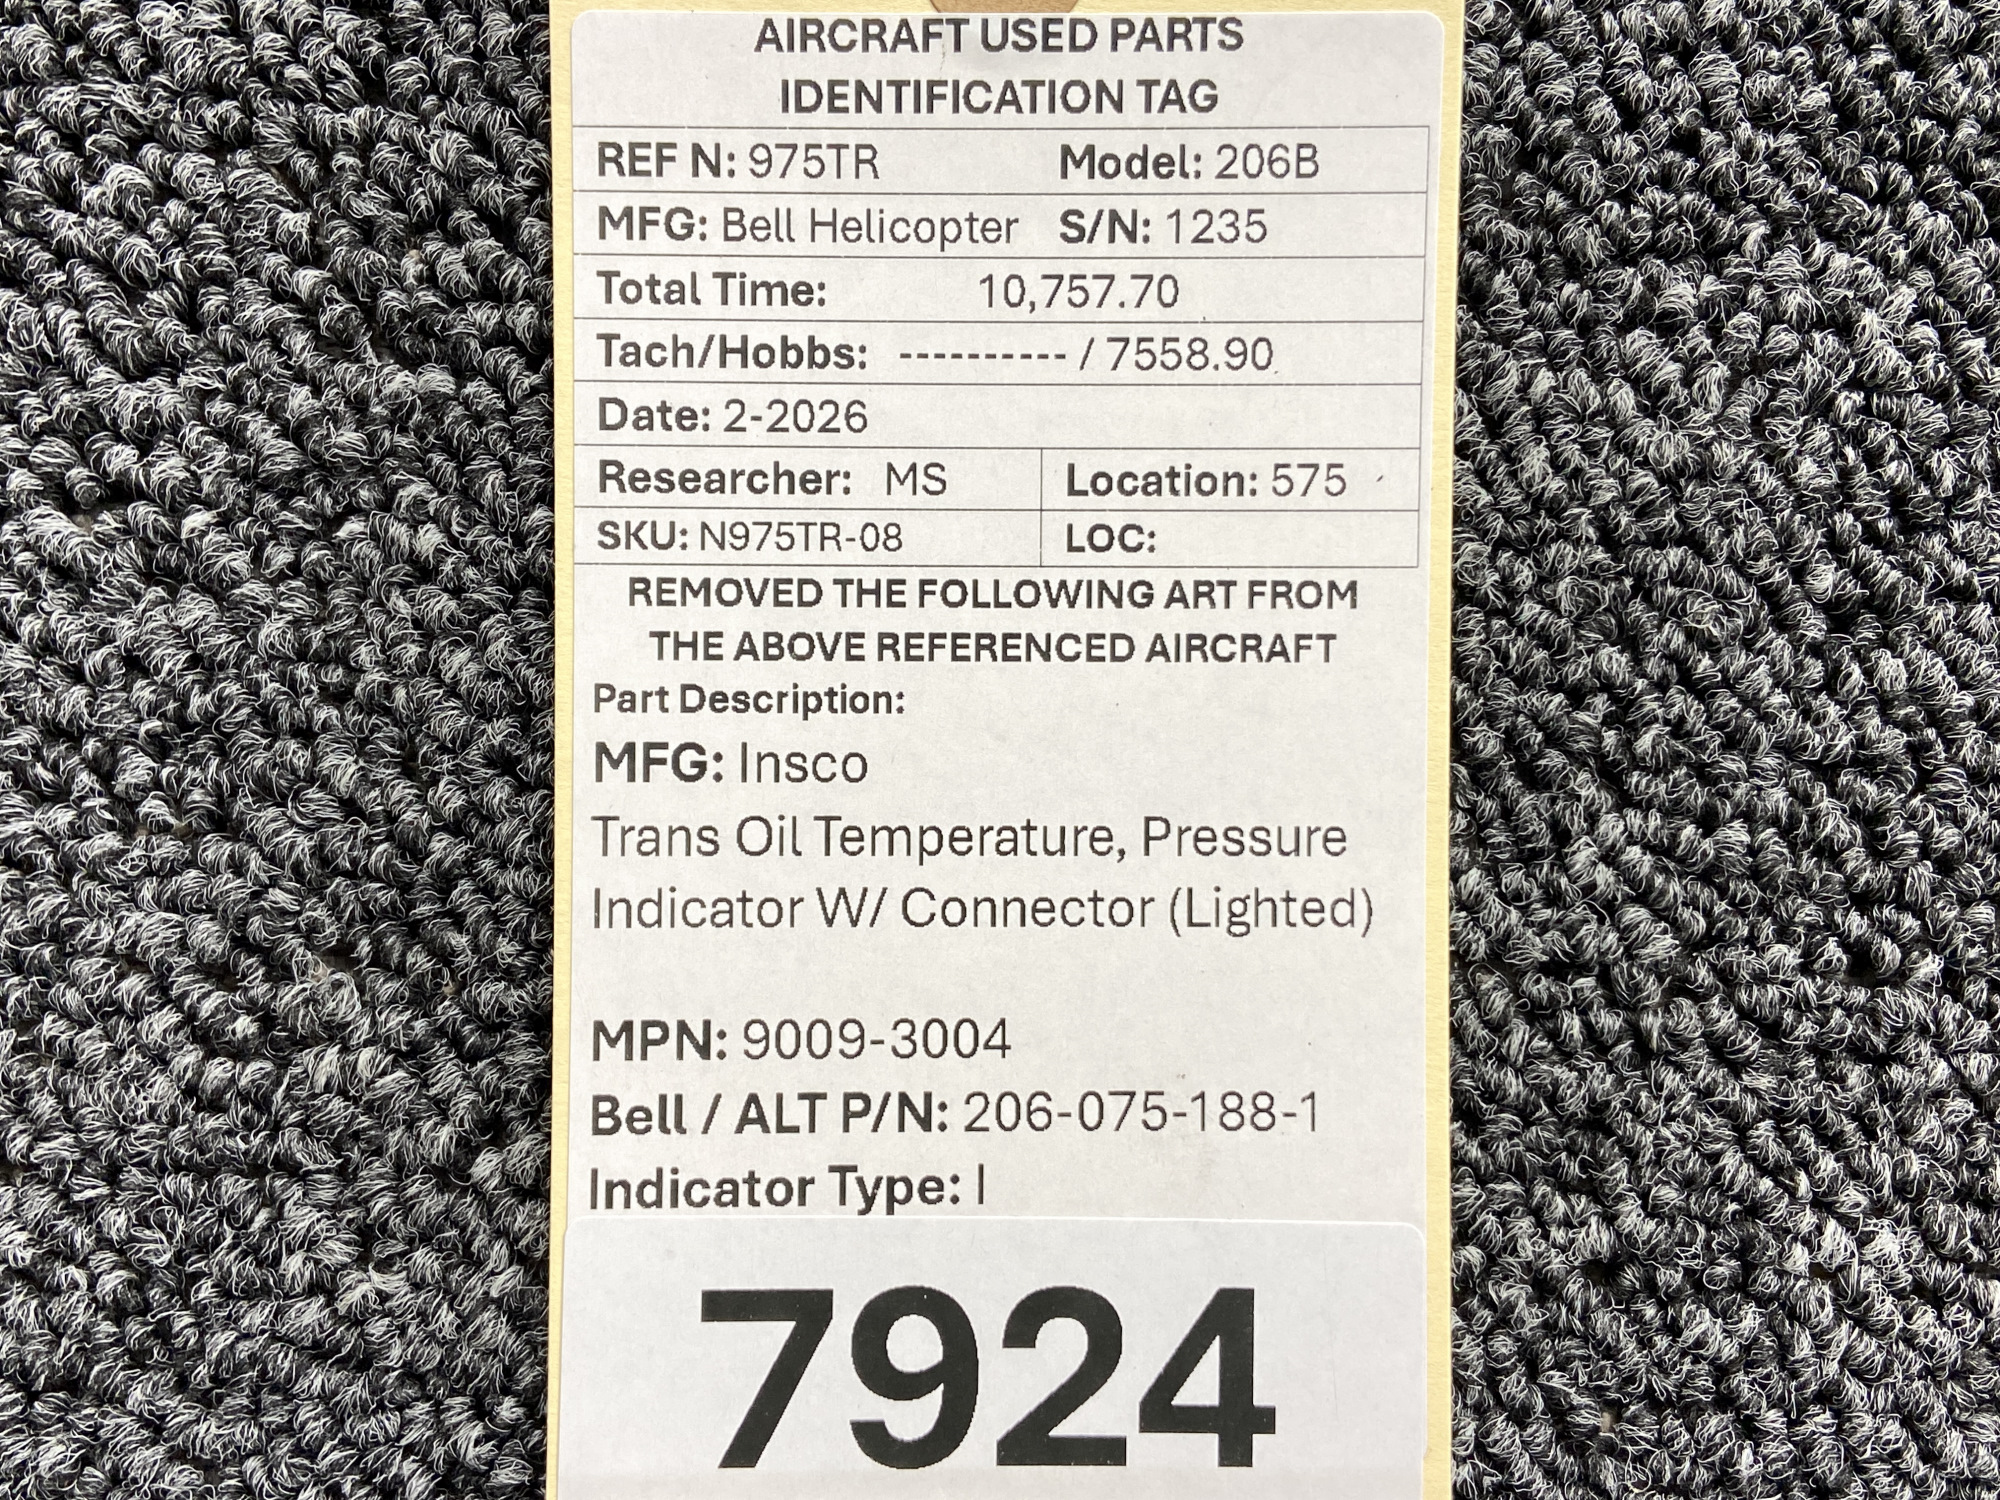 AIRCRAFT USED PARTS
IDENTIFICATION TAG
REF N: 975TR Model: 206B
MFG: Bell Helicopter S/N: 1235
Total Time: 10,757.70
Tach/Hobbs: ---------- / 7558.90
Date: 2-2026
Researcher: MS Location: 575
SKU: N975TR-08 LOC:
REMOVED THE FOLLOWING ART FROM
THE ABOVE REFERENCED AIRCRAFT
Part Description:
MFG: Insco
Trans Oil Temperature, Pressure
Indicator W/ Connector (Lighted)
MPN: 9009-3004
Bell / ALT P/N: 206-075-188-1
Indicator Type: I
7924